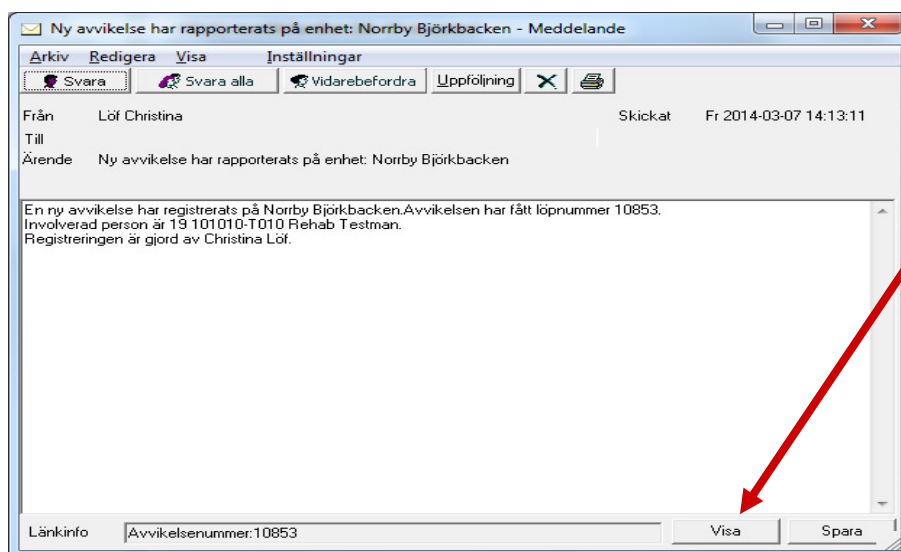 Ny avvikelse har rapporterats på enhet: Norrby Björkbacken - Meddelande
Arkiv Redigera Visa Inställningar
Svara Svara alla Vidarebefordra Uppföljning
Från Löf Christina Skickat Fr 2014-03-07 14:13:11
Till
Ärende Ny avvikelse har rapporterats på enhet: Norrby Björkbacken
En ny avvikelse har registrerats på Norrby Björkbacken.Avvikelsen har fått löpnummer 10853.
Involverad person är 19 101010-T010 Rehab Testman.
Registreringen är gjord av Christina Löf.
Länkinfo Avvikelsenummer:10853 Visa Spara